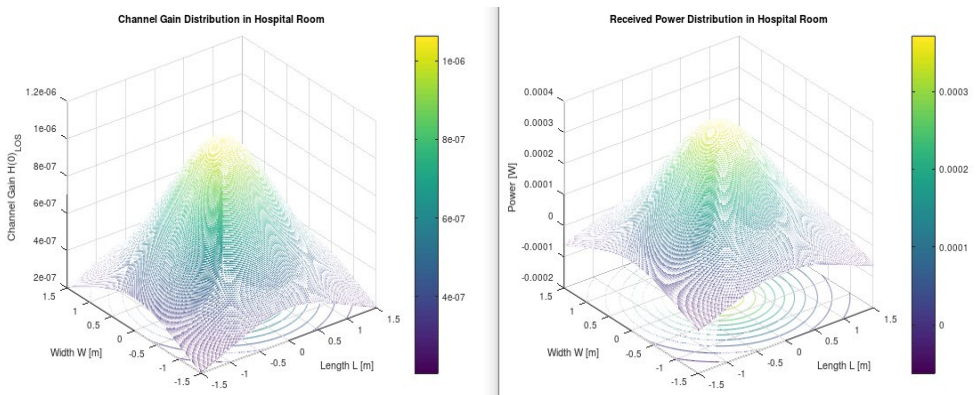 Channel Gain Distribution in Hospital Room
1.2e-06
1e-06
8e-07
6e-07
4e-07
2e-07
Channel Gain H(0)LOS
1.5
1
0.5
0
-0.5
-1
-1.5
Width W [m]
-1.5
-1
-0.5
0
0.5
1
1.5
Length L [m]
1e-06
8e-07
6e-07
4e-07
Received Power Distribution in Hospital Room
0.0004
0.0003
0.0002
0.0001
0
-0.0001
-0.0002
Power [W]
1.5
1
0.5
0
-0.5
-1
-1.5
Width W [m]
-1.5
-1
-0.5
0
0.5
1
1.5
Length L [m]
0.0003
0.0002
0.0001
0